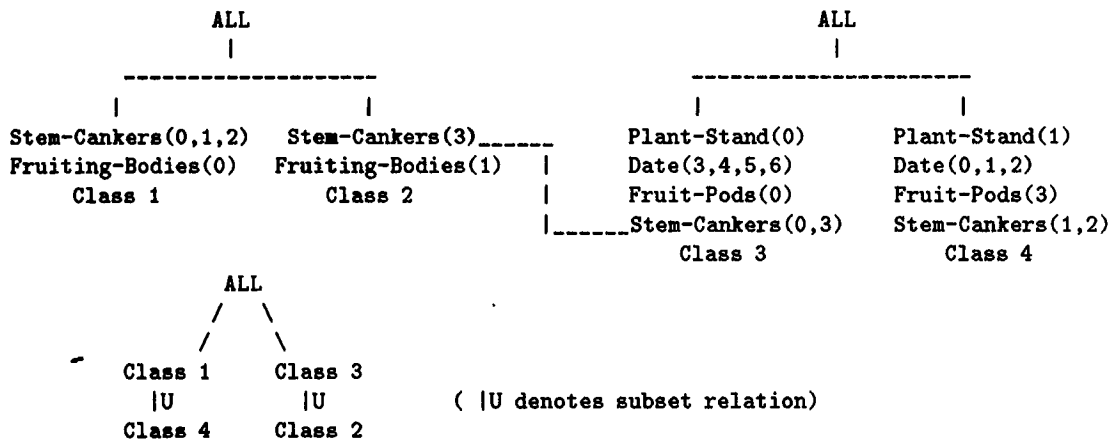 ALL ALL
Stem-Cankers(0,1,2) Stem-Cankers(3) Plant-Stand(0) Plant-Stand(1)
Fruiting-Bodies(0) Fruiting-Bodies(1) Date(3,4,5,6) Date(0,1,2)
Class 1 Class 2 Fruit-Pods(0) Fruit-Pods(3)
Stem-Cankers(0,3) Stem-Cankers(1,2)
Class 3 Class 4
ALL
Class 1 Class 3
|U |U ( |U denotes subset relation)
Class 4 Class 2